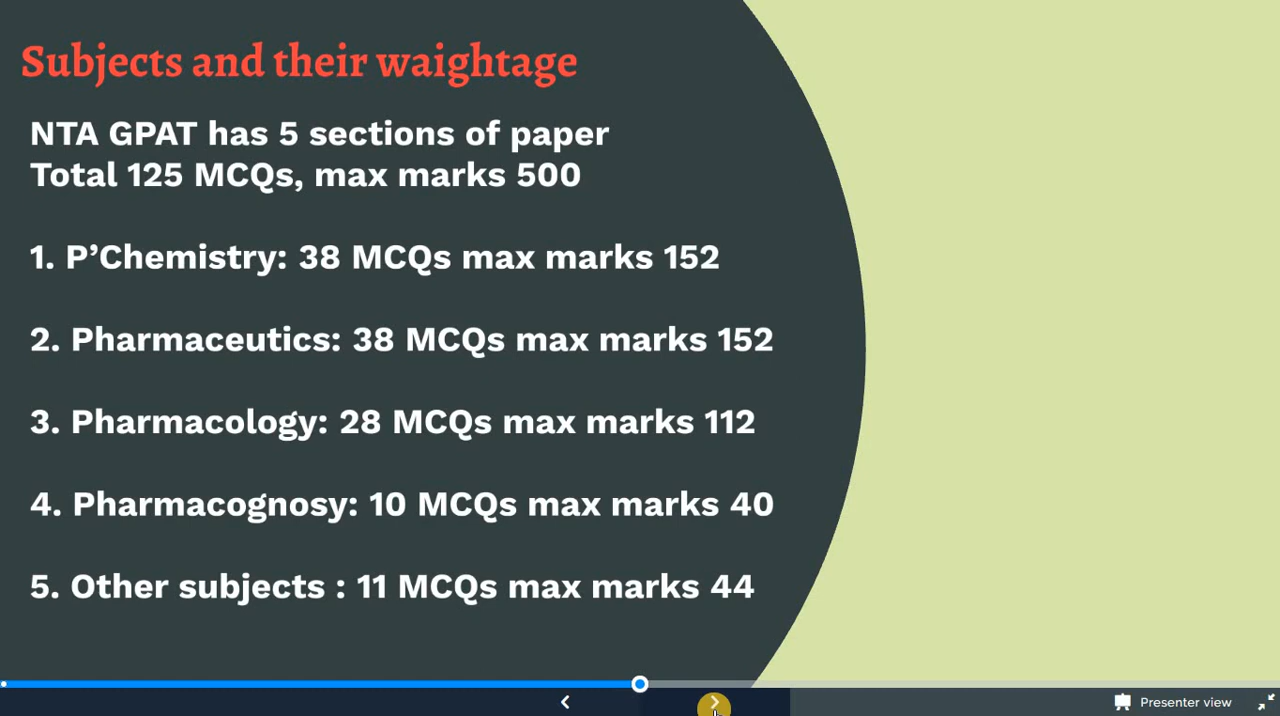 Subjects and their waightage
NTA GPAT has 5 sections of paper
Total 125 MCQs, max marks 500
1. P’Chemistry: 38 MCQs max marks 152
2. Pharmaceutics: 38 MCQs max marks 152
3. Pharmacology: 28 MCQs max marks 112
4. Pharmacognosy: 10 MCQs max marks 40
5. Other subjects : 11 MCQs max marks 44
Presenter view